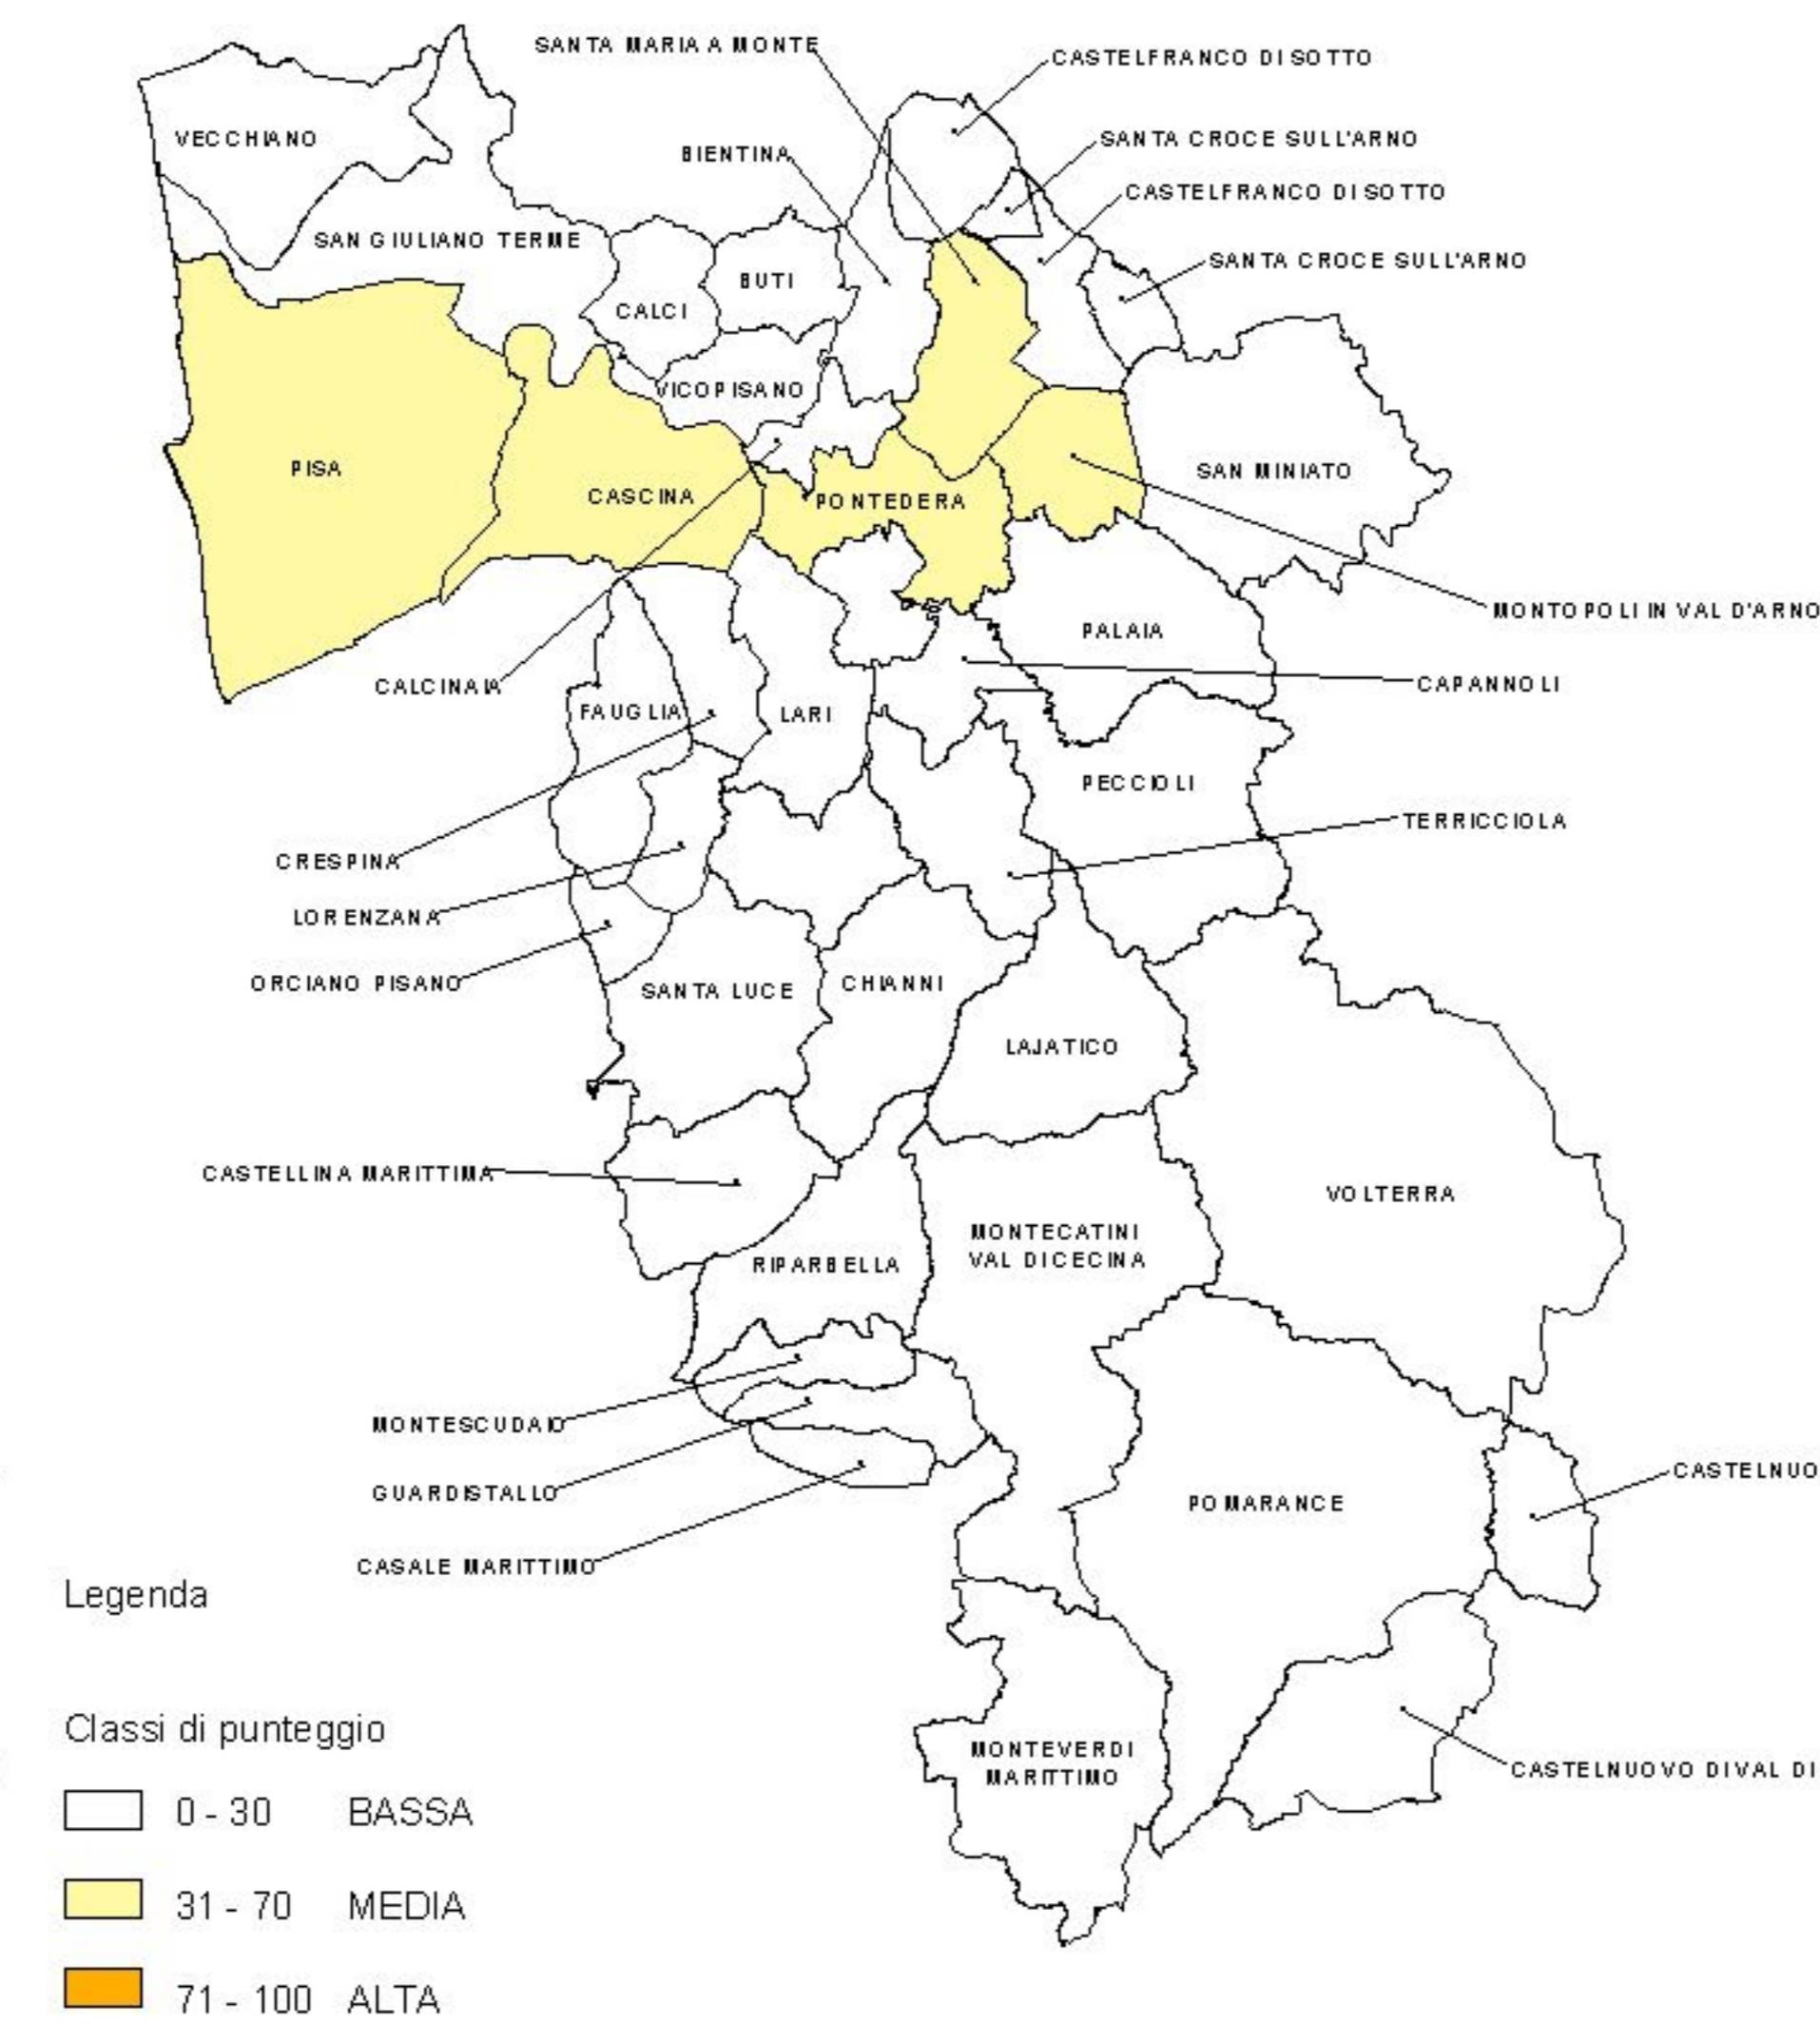 SANTA MARIA A MONTE
CASTELFRANCO DI SOTTO
VECCHIANO
BIENTINA
SANTA CROCE SULL'ARNO
CASTELFRANCO DI SOTTO
SAN GIULIANO TERME
SANTA CROCE SULL'ARNO
BUTI
CALCI
VICOPISANO
PISA
CASCINA
PONTEDERA
SAN MINIATO
MONTOPOLI IN VAL D'ARNO
PALAIA
CALCINAIA
CAPANNOLI
FAUGLIA
LARI
PECCIOLI
TERRICCIOLA
CRESPINA
LORENZANA
ORCIANO PISANO
SANTA LUCE
CHIANNI
LAJATICO
CASTELLINA MARITTIMA
VOLTERRA
MONTECATINI
VAL DI CECINA
RIPARBELLA
MONTESCUDAIO
GUARDISTALLO
CASTELNUO
POMARANCE
CASALE MARITTIMO
MONTEVERDI
MARITTIMO
CASTELNUOVO DI VAL DI
Legenda
Classi di punteggio
0 - 30 BASSA
31 - 70 MEDIA
71 - 100 ALTA